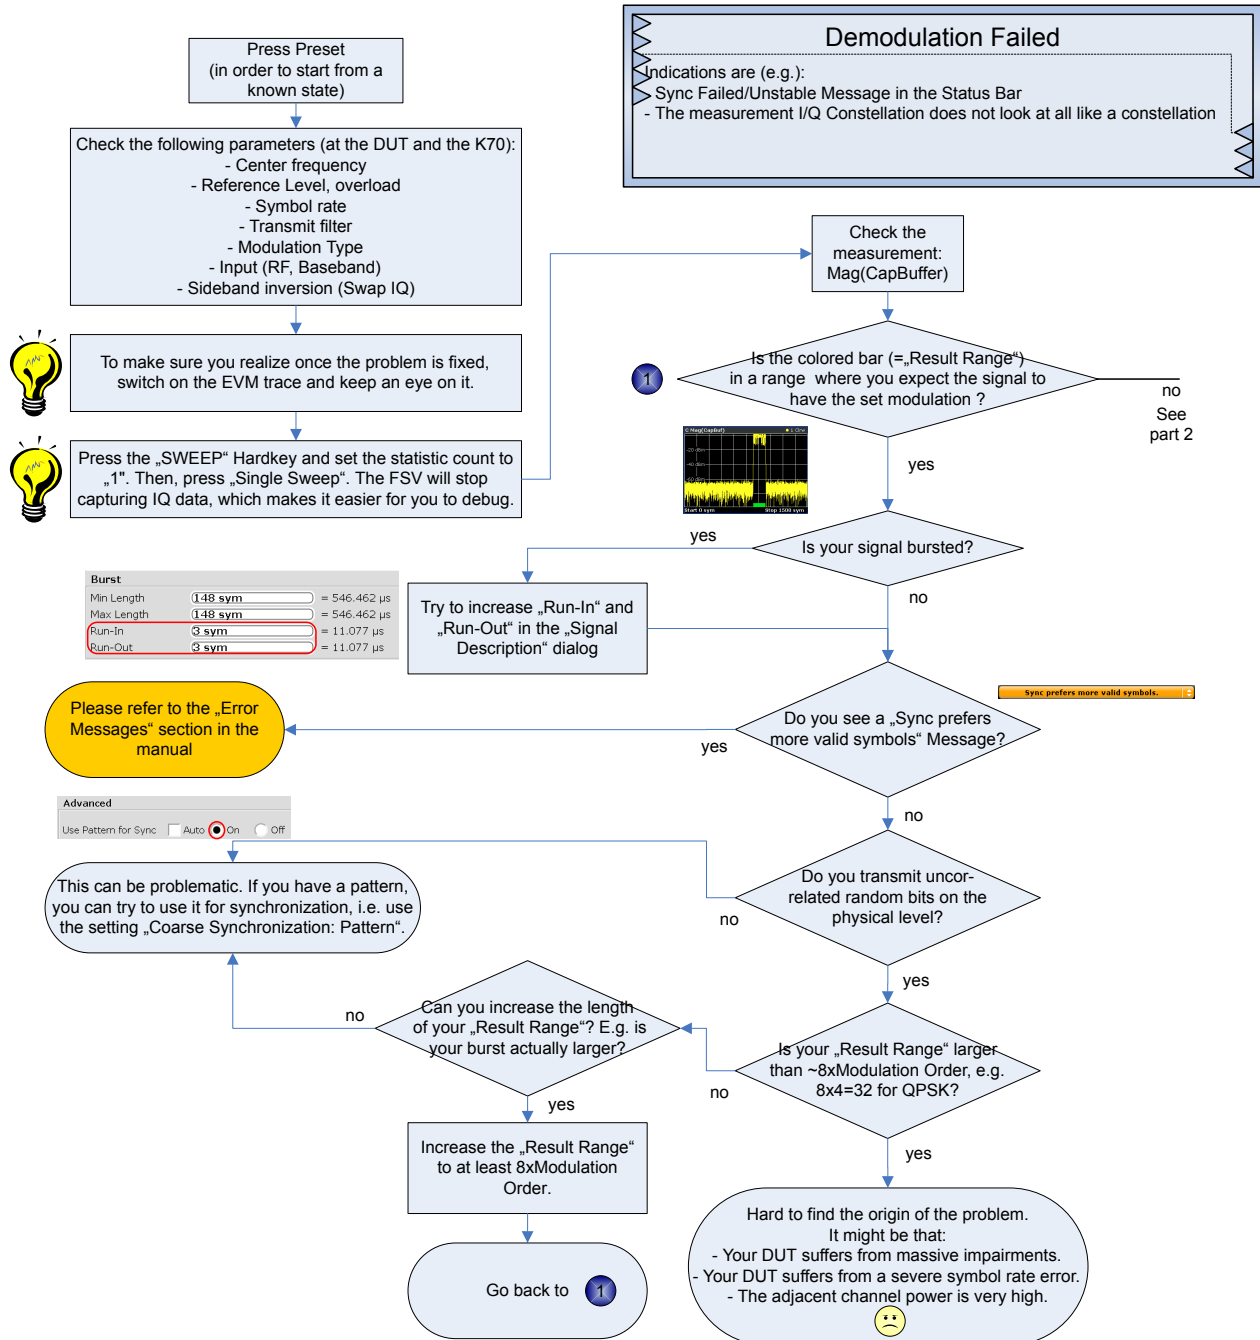 Press Preset
(in order to start from a
known state)
Demodulation Failed
Indications are (e.g.):
Sync Failed/Unstable Message in the Status Bar
- The measurement I/Q Constellation does not look at all like a constellation
Check the following parameters (at the DUT and the K70):
- Center frequency
- Reference Level, overload
- Symbol rate
- Transmit filter
- Modulation Type
- Input (RF, Baseband)
- Sideband inversion (Swap IQ)
Check the
measurement:
Mag(CapBuffer)
To make sure you realize once the problem is fixed,
switch on the EVM trace and keep an eye on it.
1
Is the colored bar (=„Result Range“)
in a range where you expect the signal to
have the set modulation ?
no
See
part 2
Press the „SWEEP“ Hardkey and set the statistic count to
„1". Then, press „Single Sweep“. The FSV will stop
capturing IQ data, which makes it easier for you to debug.
C Mag(CapBuf)
1 Clrw
-20 dBm
-40 dBm
Start 0 sym
Stop 1500 sym
yes
yes
Is your signal bursted?
no
Burst
Min Length 148 sym = 546.462 µs
Max Length 148 sym = 546.462 µs
Run-In 3 sym = 11.077 µs
Run-Out 3 sym = 11.077 µs
Try to increase „Run-In“ and
„Run-Out“ in the „Signal
Description“ dialog
Sync prefers more valid symbols.
Please refer to the „Error
Messages“ section in the
manual
yes
Do you see a „Sync prefers
more valid symbols“ Message?
no
Advanced
Use Pattern for Sync Auto On Off
This can be problematic. If you have a pattern,
you can try to use it for synchronization, i.e. use
the setting „Coarse Synchronization: Pattern“.
no
Do you transmit uncor-
related random bits on the
physical level?
yes
no
Can you increase the length
of your „Result Range“? E.g. is
your burst actually larger?
no
Is your „Result Range“ larger
than ~8xModulation Order, e.g.
8x4=32 for QPSK?
yes
yes
Increase the „Result Range“
to at least 8xModulation
Order.
Go back to 1
Hard to find the origin of the problem.
It might be that:
- Your DUT suffers from massive impairments.
- Your DUT suffers from a severe symbol rate error.
- The adjacent channel power is very high.